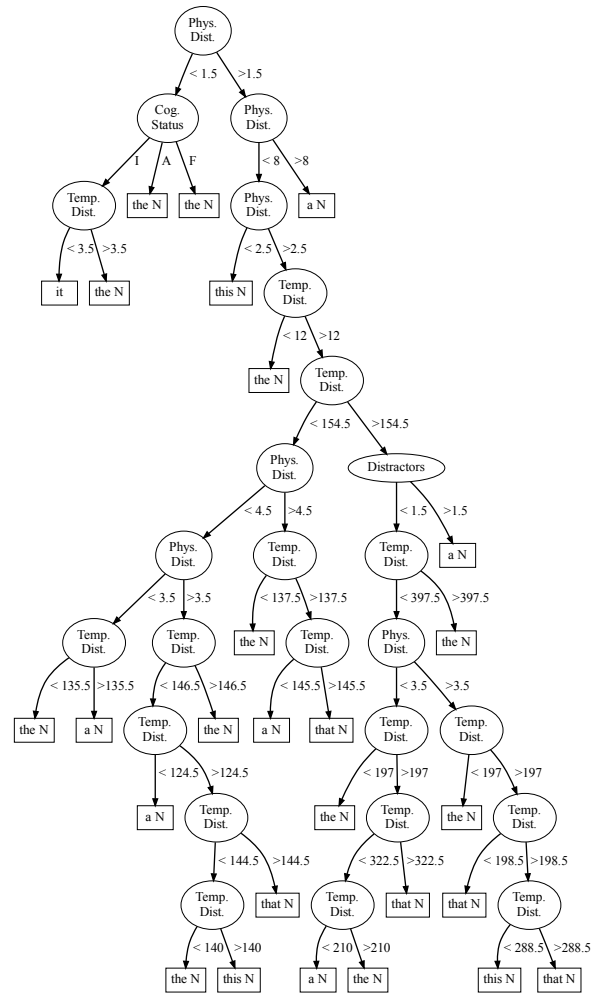 Phys.
Dist.
< 1.5
>1.5
Cog.
Status
Phys.
Dist.
I
A
F
< 8
>8
Temp.
Dist.
the N
the N
Phys.
Dist.
a N
< 3.5
>3.5
< 2.5
>2.5
it
the N
this N
Temp.
Dist.
< 12
>12
the N
Temp.
Dist.
< 154.5
>154.5
Phys.
Dist.
Distractors
< 4.5
>4.5
< 1.5
>1.5
Phys.
Dist.
Temp.
Dist.
Temp.
Dist.
a N
< 3.5
>3.5
< 137.5
>137.5
< 397.5
>397.5
Temp.
Dist.
Temp.
Dist.
the N
Temp.
Dist.
Phys.
Dist.
the N
< 135.5
>135.5
< 146.5
>146.5
< 145.5
>145.5
< 3.5
>3.5
the N
a N
Temp.
Dist.
the N
a N
that N
Temp.
Dist.
Temp.
Dist.
< 124.5
>124.5
< 197
>197
< 197
>197
a N
Temp.
Dist.
the N
Temp.
Dist.
the N
Temp.
Dist.
< 144.5
>144.5
< 322.5
>322.5
< 198.5
>198.5
Temp.
Dist.
that N
Temp.
Dist.
that N
that N
Temp.
Dist.
< 140
>140
< 210
>210
< 288.5
>288.5
the N
this N
a N
the N
this N
that N